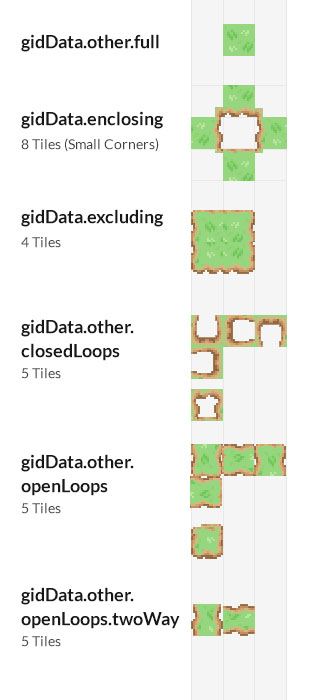 gidData.other.full
gidData.enclosing
8 Tiles (Small Corners)
gidData.excluding
4 Tiles
gidData.other.
closedLoops
5 Tiles
gidData.other.
openLoops
5 Tiles
gidData.other.
openLoops.twoWay
5 Tiles